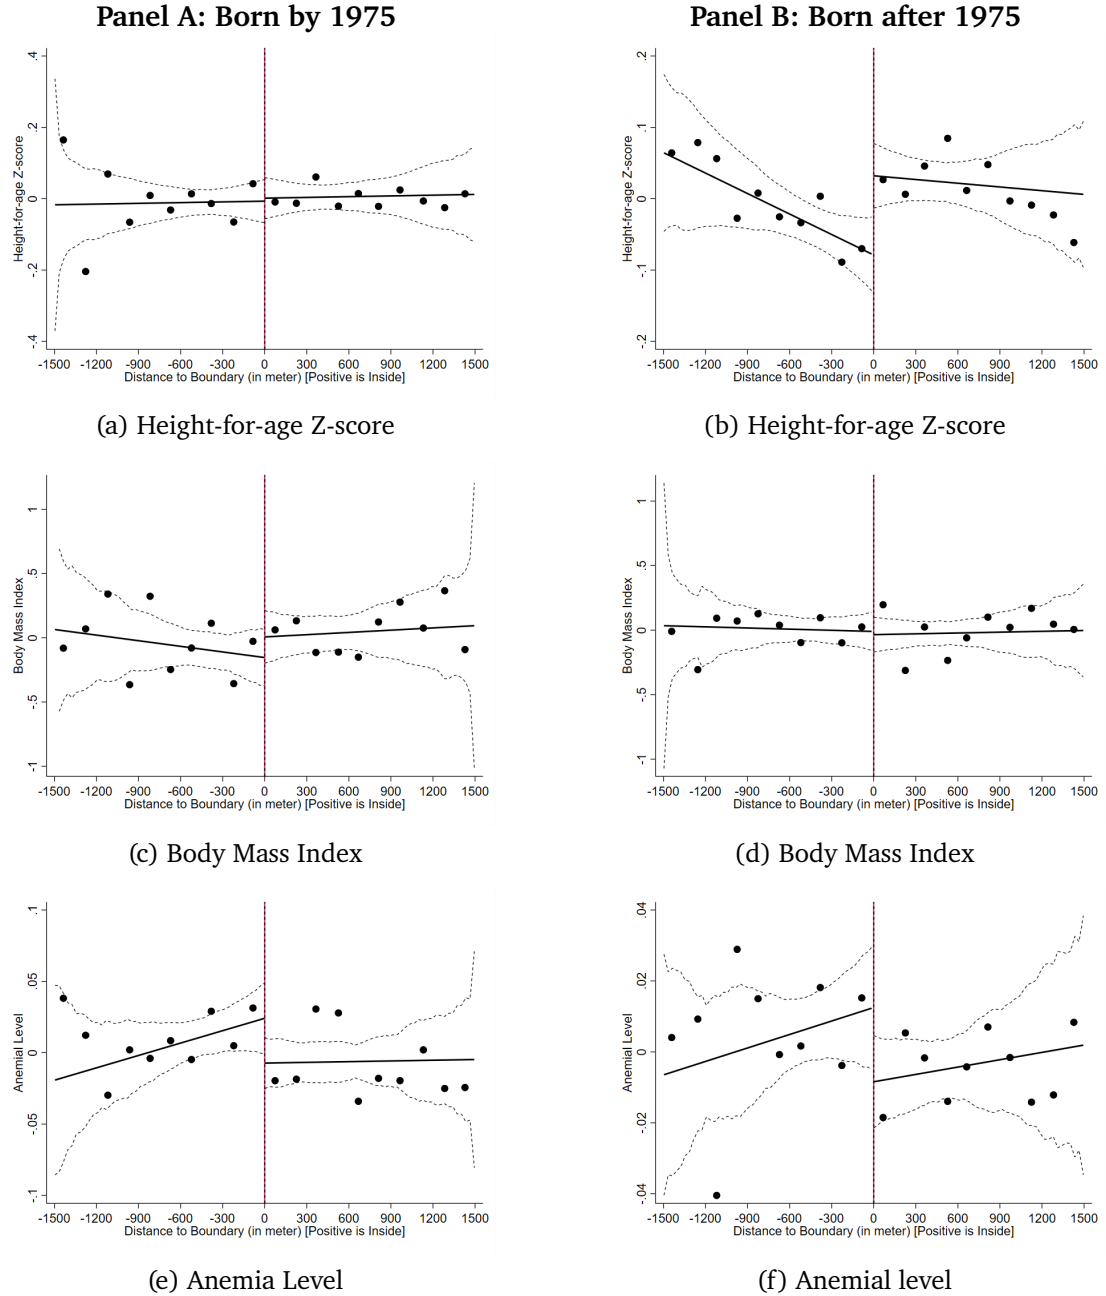 Panel A: Born by 1975
Panel B: Born after 1975
.4
.2
0
-.2
-.4
Height-for-age Z-score
-1500 -1200 -900 -600 -300 0 300 600 900 1200 1500
Distance to Boundary (in meter) [Positive is Inside]
(a) Height-for-age Z-score
.2
.1
0
-.1
-.2
Height-for-age Z-score
-1500 -1200 -900 -600 -300 0 300 600 900 1200 1500
Distance to Boundary (in meter) [Positive is Inside]
(b) Height-for-age Z-score
1
.5
0
-.5
-1
Body Mass Index
-1500 -1200 -900 -600 -300 0 300 600 900 1200 1500
Distance to Boundary (in meter) [Positive is Inside]
(c) Body Mass Index
1
.5
0
-.5
-1
Body Mass Index
-1500 -1200 -900 -600 -300 0 300 600 900 1200 1500
Distance to Boundary (in meter) [Positive is Inside]
(d) Body Mass Index
.1
.05
0
-.05
-.1
Anemial Level
-1500 -1200 -900 -600 -300 0 300 600 900 1200 1500
Distance to Boundary (in meter) [Positive is Inside]
(e) Anemia Level
.04
.02
0
-.02
-.04
Anemial Level
-1500 -1200 -900 -600 -300 0 300 600 900 1200 1500
Distance to Boundary (in meter) [Positive is Inside]
(f) Anemial level